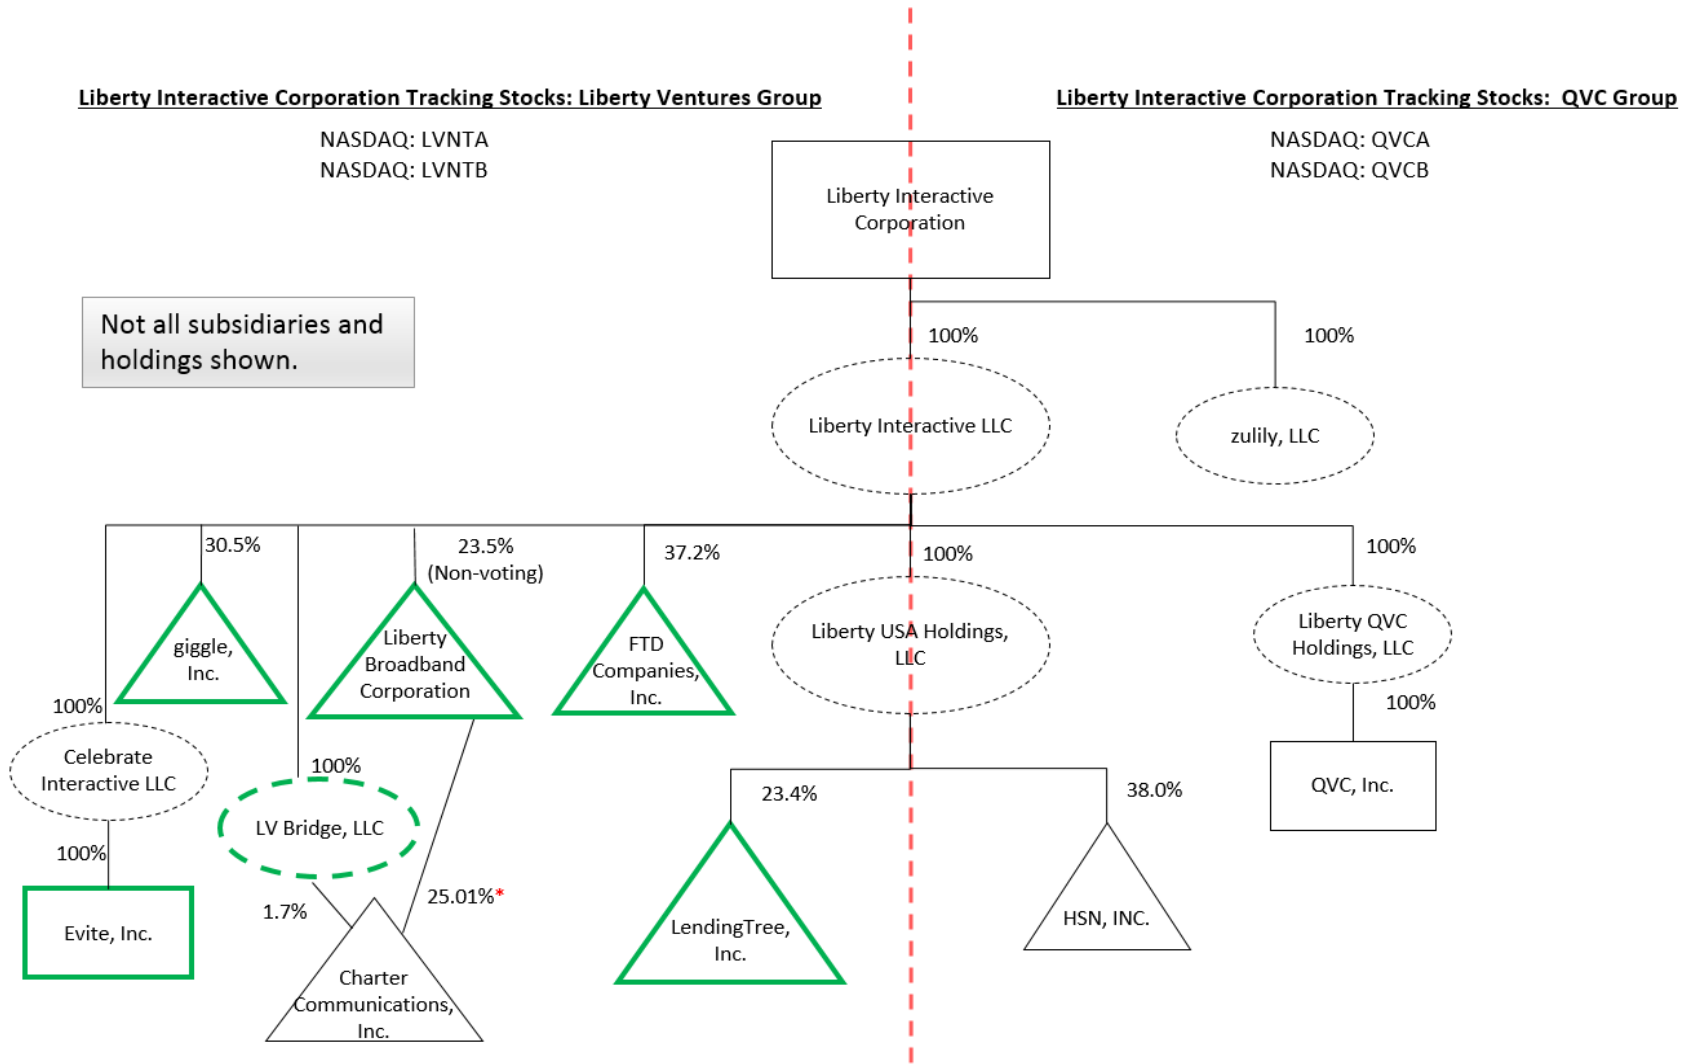 Liberty Interactive Corporation Tracking Stocks: Liberty Ventures Group
NASDAQ: LVNTA
NASDAQ: LVNTB
Liberty Interactive Corporation Tracking Stocks:  QVC Group
NASDAQ: QVCA
NASDAQ: QVCB
Liberty Interactive
Corporation
Not all subsidiaries and
holdings shown.
100%
100%
Liberty Interactive LLC
zulily, LLC
30.5%
23.5%
(Non-voting)
37.2%
100%
100%
giggle,
Inc.
Liberty
Broadband
Corporation
FTD
Companies,
Inc.
Liberty USA Holdings,
LLC
Liberty QVC
Holdings, LLC
100%
100%
Celebrate
Interactive LLC
100%
LV Bridge, LLC
23.4%
38.0%
QVC, Inc.
100%
1.7%
25.01%*
Evite, Inc.
Charter
Communications,
Inc.
LendingTree,
Inc.
HSN, INC.